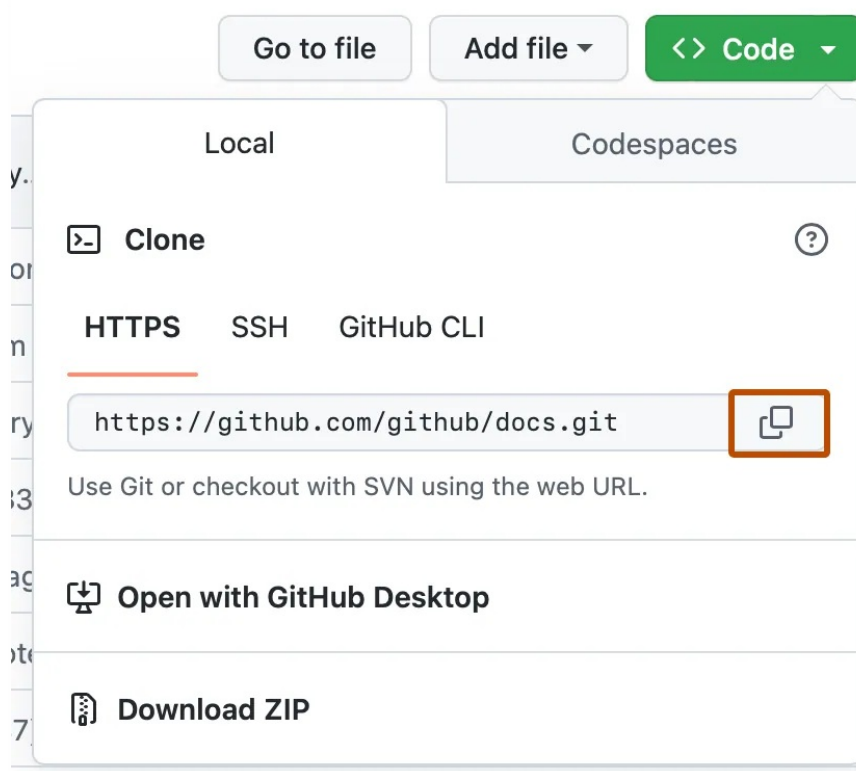 Go to file Add file Code
Local Codespaces
Clone
HTTPS SSH GitHub CLI
https://github.com/github/docs.git
Use Git or checkout with SVN using the web URL.
Open with GitHub Desktop
Download ZIP